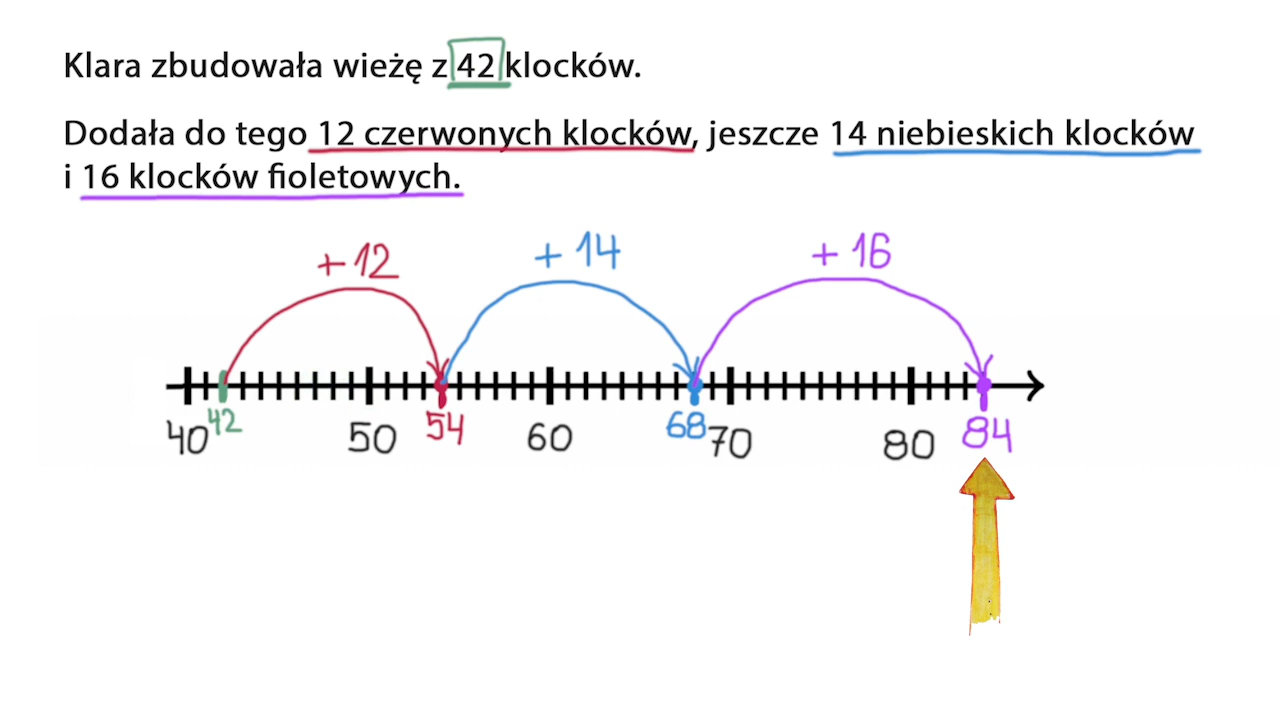 Klara zbudowała wieżę z 42 klocków.
Dodała do tego 12 czerwonych klocków, jeszcze 14 niebieskich klocków
i 16 klocków fioletowych.
+12 + 14 + 16
40 42 50 54 60 68 70 80 84